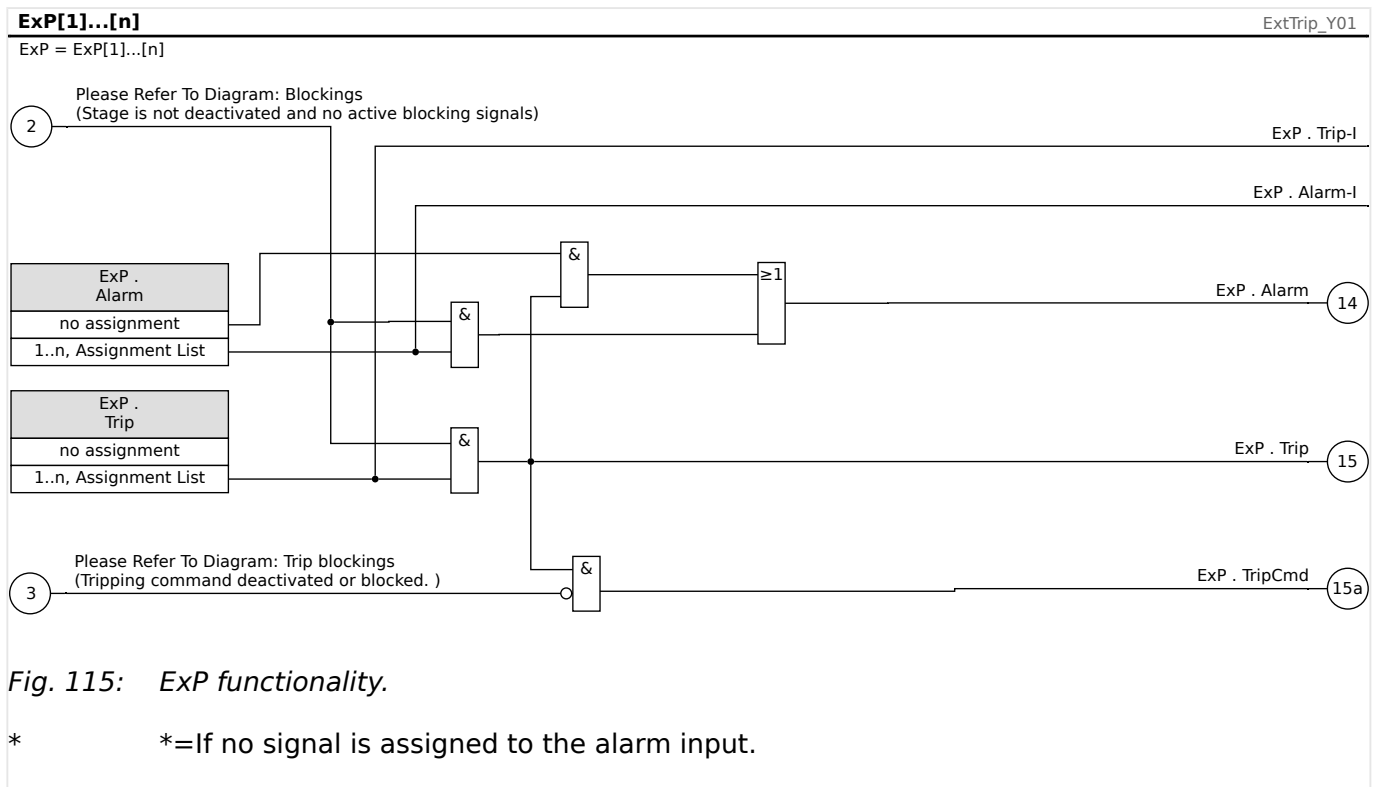 ExP[1]...[n]
ExtTrip_Y01
ExP = ExP[1]...[n]
Please Refer To Diagram: Blockings
(Stage is not deactivated and no active blocking signals)
2
ExP . Trip-I
ExP . Alarm-I
&
ExP .
Alarm
≥1
ExP . Alarm
14
&
no assignment
1..n, Assignment List
ExP .
Trip
&
no assignment
ExP . Trip
15
1..n, Assignment List
Please Refer To Diagram: Trip blockings
(Tripping command deactivated or blocked. )
3
&
ExP . TripCmd
15a
Fig. 115: ExP functionality.
* *=If no signal is assigned to the alarm input.